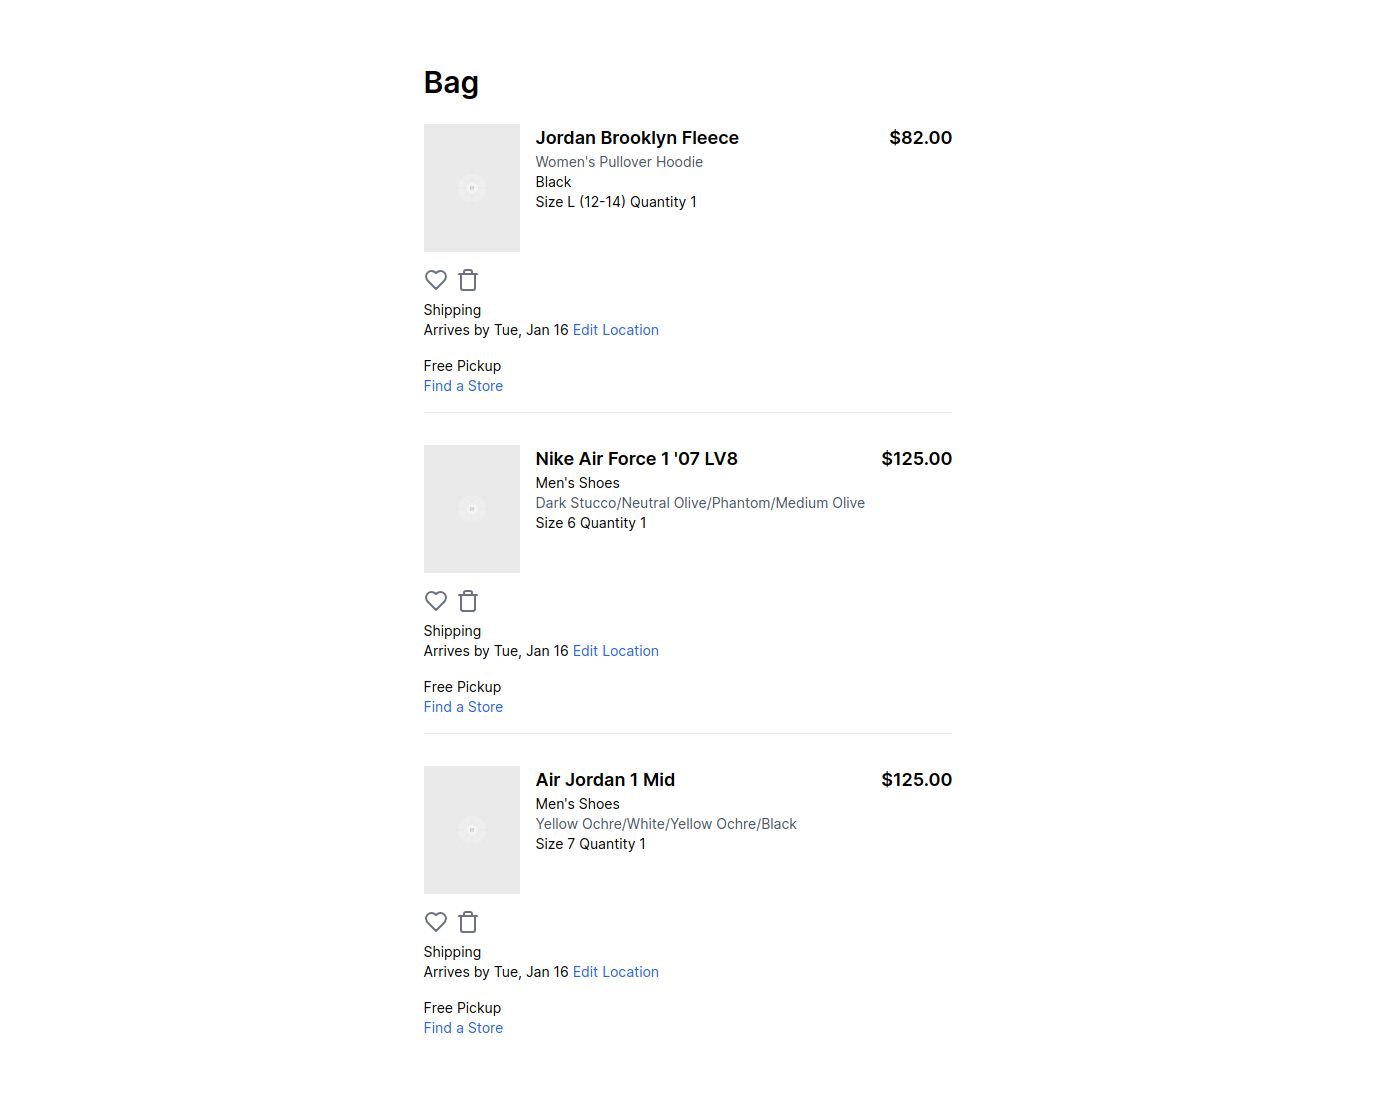 Bag
Jordan Brooklyn Fleece $82.00
Women's Pullover Hoodie
Black
Size L (12-14) Quantity 1
Shipping
Arrives by Tue, Jan 16 Edit Location
Free Pickup
Find a Store
Nike Air Force 1 '07 LV8 $125.00
Men's Shoes
Dark Stucco/Neutral Olive/Phantom/Medium Olive
Size 6 Quantity 1
Shipping
Arrives by Tue, Jan 16 Edit Location
Free Pickup
Find a Store
Air Jordan 1 Mid $125.00
Men's Shoes
Yellow Ochre/White/Yellow Ochre/Black
Size 7 Quantity 1
Shipping
Arrives by Tue, Jan 16 Edit Location
Free Pickup
Find a Store